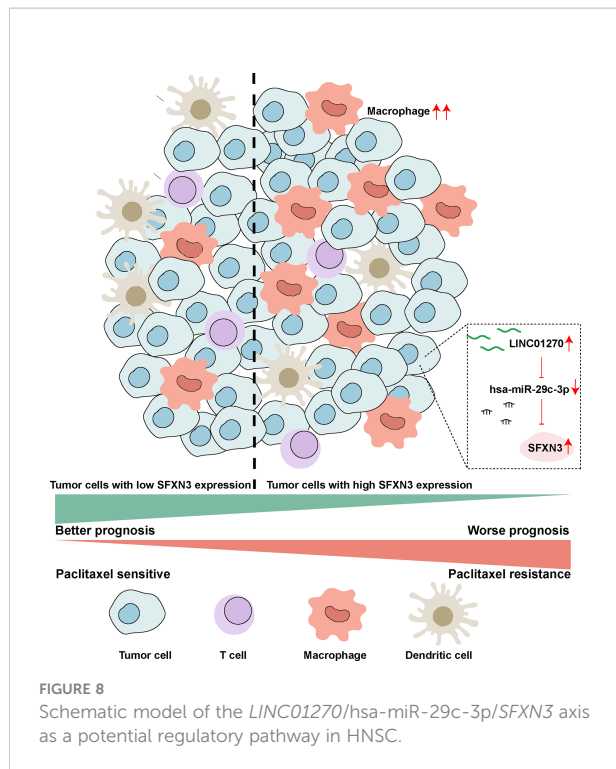 Macrophage
LINC01270
hsa-miR-29c-3p
SFXN3
Tumor cells with low SFXN3 expression
Tumor cells with high SFXN3 expression
Better prognosis
Worse prognosis
Paclitaxel sensitive
Paclitaxel resistance
Tumor cell
T cell
Macrophage
Dendritic cell
FIGURE 8
Schematic model of the LINC01270/hsa-miR-29c-3p/SFXN3 axis
as a potential regulatory pathway in HNSC.